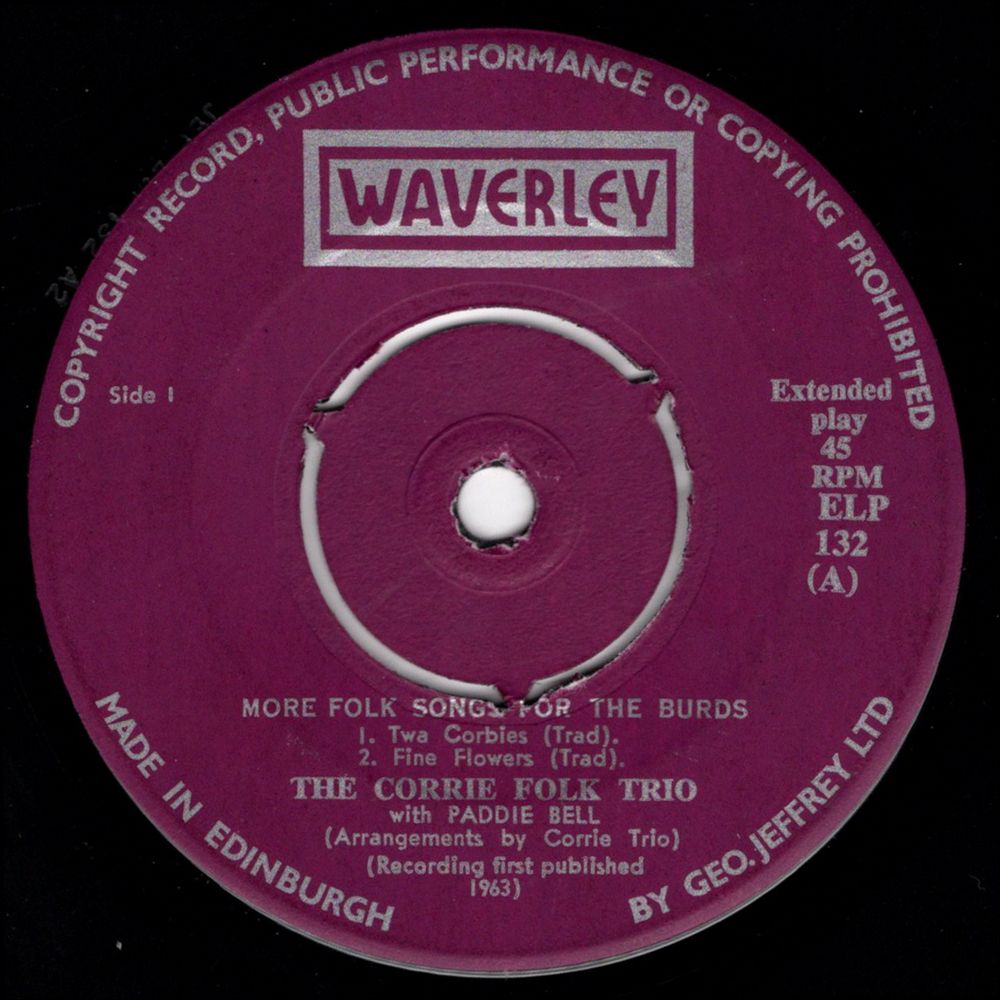 COPYRIGHT RECORD, PUBLIC PERFORMANCE OR COPYING PROHIBITED
WAVERLEY
Side 1
Extended
play
45
RPM
ELP
132
(A)
MORE FOLK SONGS FOR THE BURDS
1. Twa Corbies (Trad).
2. Fine Flowers (Trad).
THE CORRIE FOLK TRIO
with PADDIE BELL
(Arrangements by Corrie Trio)
(Recording first published
1963)
MADE IN EDINBURGH
BY GEO. JEFFREY LTD